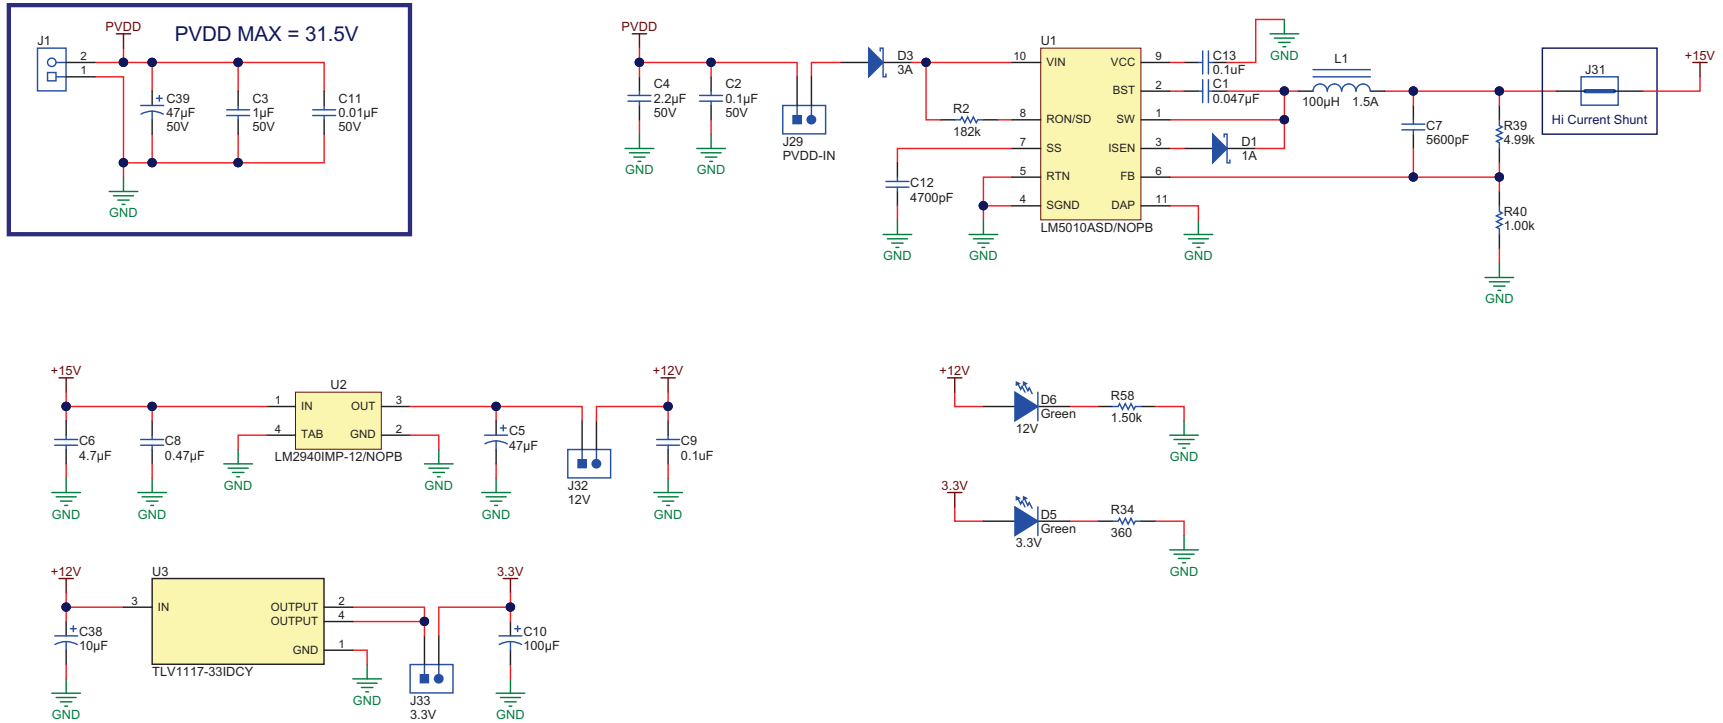 PVDD MAX = 31.5V
PVDD
J1
2
1
C39
47µF
50V
C3
1µF
50V
C11
0.01µF
50V
GND
PVDD
C4
2.2µF
50V
C2
0.1µF
50V
GND
GND
J29
PVDD-IN
D3
3A
R2
182k
C12
4700pF
GND
GND
U1
10
VIN
8
RON/SD
7
SS
5
RTN
4
SGND
VCC
9
BST
2
SW
1
ISEN
3
FB
6
DAP
11
LM5010ASD/NOPB
GND
C13
0.1uF
C1
0.047µF
GND
D1
1A
L1
100µH
1.5A
C7
5600pF
R39
4.99k
R40
1.00k
GND
J31
Hi Current Shunt
+15V
+15V
C6
4.7µF
GND
C8
0.47µF
GND
U2
1
IN
OUT
3
4
TAB
GND
2
LM2940IMP-12/NOPB
GND
GND
C5
47µF
GND
J32
12V
+12V
C9
0.1uF
GND
+12V
D6
Green
12V
R58
1.50k
GND
3.3V
D5
Green
3.3V
R34
360
GND
+12V
C38
10µF
GND
U3
3
IN
OUTPUT
2
OUTPUT
4
GND
1
TLV1117-33IDCY
GND
J33
3.3V
3.3V
C10
100µF
GND